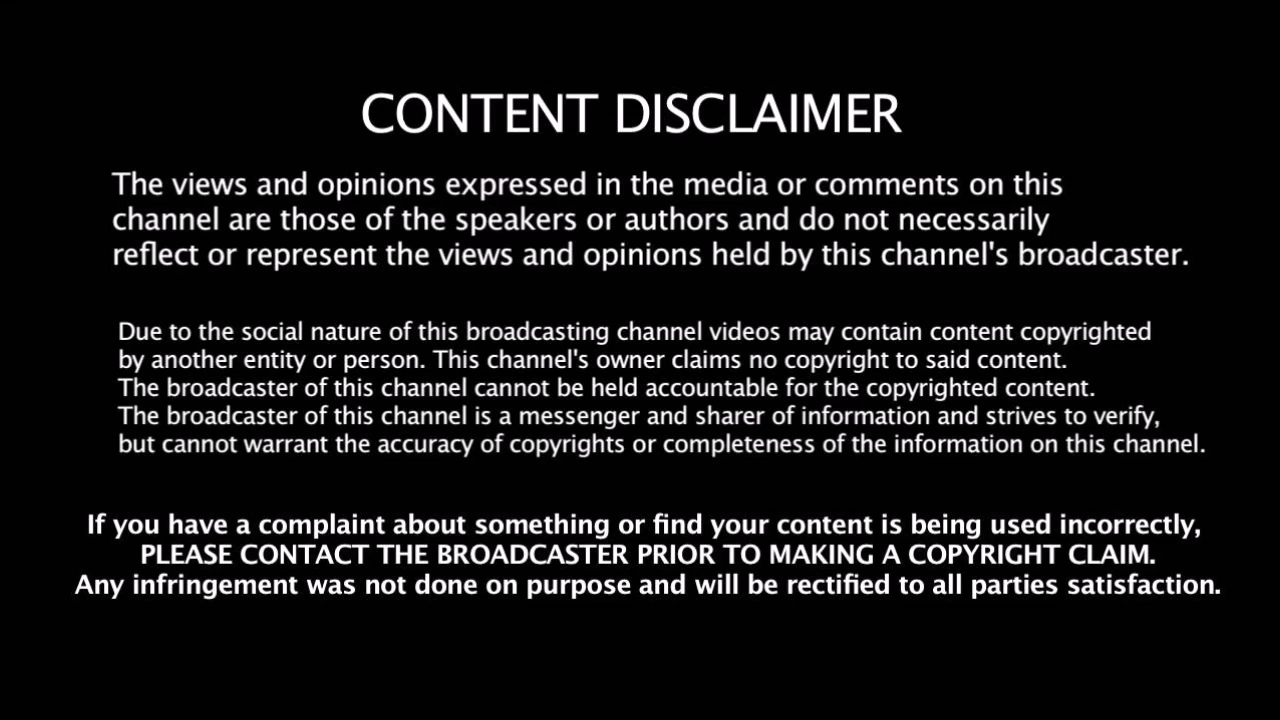 CONTENT DISCLAIMER
The views and opinions expressed in the media or comments on this
channel are those of the speakers or authors and do not necessarily
reflect or represent the views and opinions held by this channel's broadcaster.
Due to the social nature of this broadcasting channel videos may contain content copyrighted
by another entity or person. This channel's owner claims no copyright to said content.
The broadcaster of this channel cannot be held accountable for the copyrighted content.
The broadcaster of this channel is a messenger and sharer of information and strives to verify,
but cannot warrant the accuracy of copyrights or completeness of the information on this channel.
If you have a complaint about something or find your content is being used incorrectly,
PLEASE CONTACT THE BROADCASTER PRIOR TO MAKING A COPYRIGHT CLAIM.
Any infringement was not done on purpose and will be rectified to all parties satisfaction.